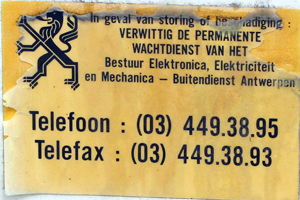 In geval van storing of beschadiging :
VERWITTIG DE PERMANENTE
WACHTDIENST VAN HET
Bestuur Elektronica, Elektriciteit
en Mechanica – Buitendienst Antwerpen
Telefoon : (03) 449.38.95
Telefax : (03) 449.38.93